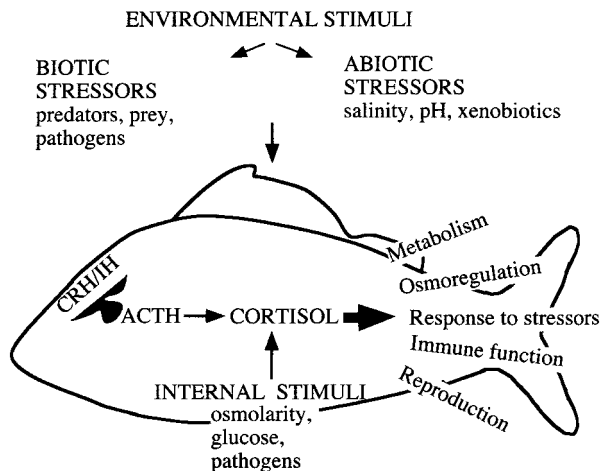 ENVIRONMENTAL STIMULI
BIOTIC
STRESSORS
predators, prey,
pathogens
ABIOTIC
STRESSORS
salinity, pH, xenobiotics
Metabolism
CRH/IH
Osmoregulation
ACTH
CORTISOL
Response to stressors
Immune function
Reproduction
INTERNAL STIMULI
osmolarity,
glucose,
pathogens